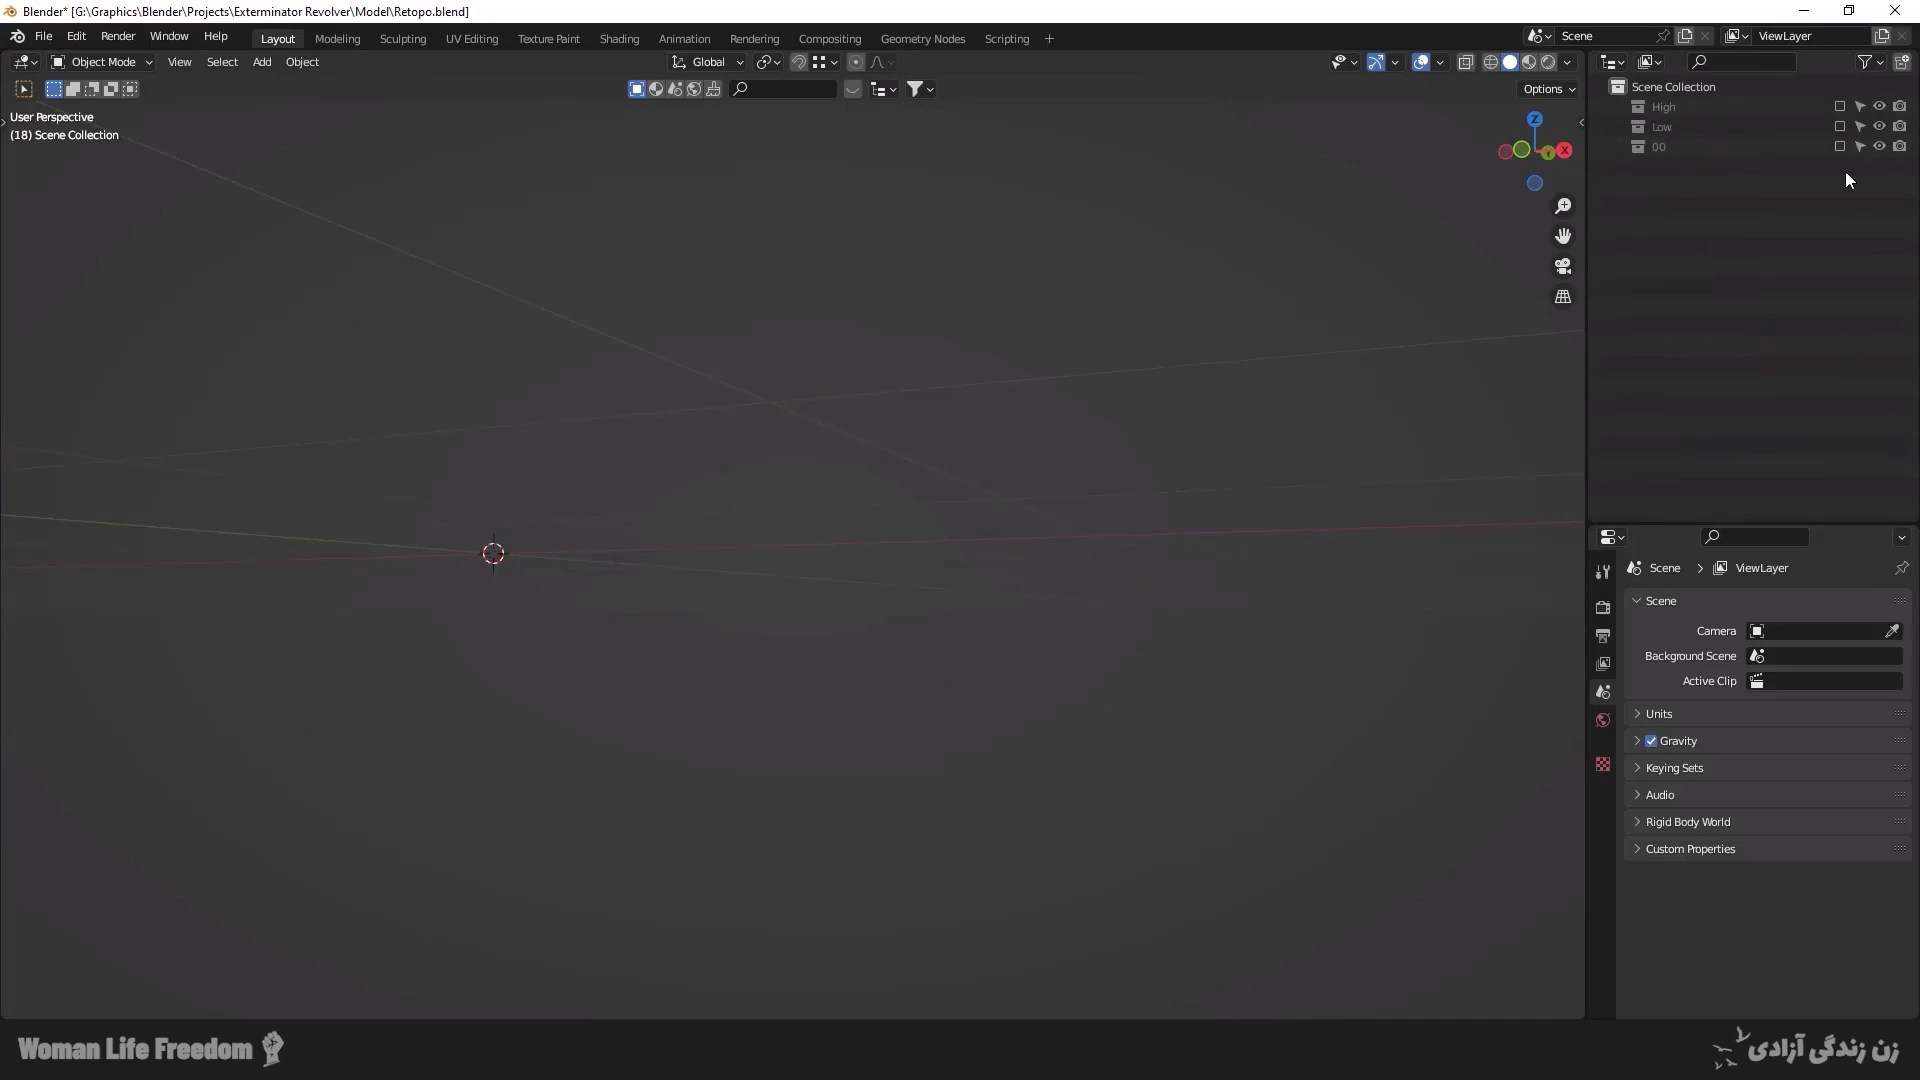 Blender* [G:\Graphics\Blender\Projects\Exterminator Revolver\Model\Retopo.blend]
File Edit Render Window Help Layout Modeling Sculpting UV Editing Texture Paint Shading Animation Rendering Compositing Geometry Nodes Scripting + Scene ViewLayer
Object Mode View Select Add Object Global
Options
User Perspective
(18) Scene Collection
Z
Y
X
Scene Collection
High
Low
00
Scene > ViewLayer
Scene
Camera
Background Scene
Active Clip
Units
Gravity
Keying Sets
Audio
Rigid Body World
Custom Properties
Woman Life Freedom
زن زندگی آزادی